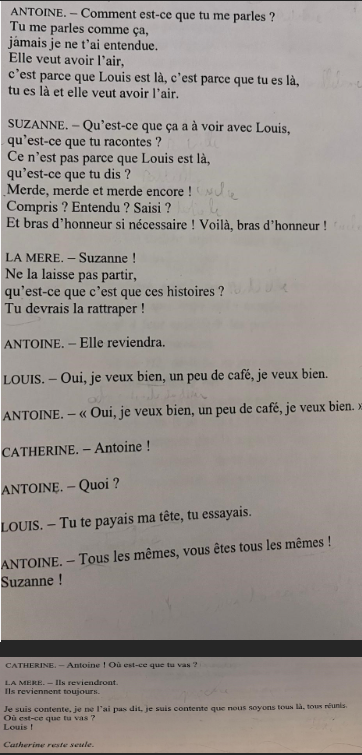 ANTOINE. – Comment est-ce que tu me parles ?
Tu me parles comme ça,
jamais je ne t'ai entendue.
Elle veut avoir l'air,
c'est parce que Louis est là, c'est parce que tu es là,
tu es là et elle veut avoir l'air.
SUZANNE. – Qu'est-ce que ça a à voir avec Louis,
qu'est-ce que tu racontes ?
Ce n'est pas parce que Louis est là,
qu'est-ce que tu dis ?
Merde, merde et merde encore !
Compris ? Entendu ? Saisi ?
Et bras d'honneur si nécessaire ! Voilà, bras d'honneur !
LA MERE. – Suzanne !
Ne la laisse pas partir,
qu'est-ce que c'est que ces histoires ?
Tu devrais la rattraper !
ANTOINE. – Elle reviendra.
LOUIS. – Oui, je veux bien, un peu de café, je veux bien.
ANTOINE. – « Oui, je veux bien, un peu de café, je veux bien. »
CATHERINE. – Antoine !
ANTOINE. – Quoi ?
LOUIS. – Tu te payais ma tête, tu essayais.
ANTOINE. – Tous les mêmes, vous êtes tous les mêmes !
Suzanne !
CATHERINE. – Antoine ! Où est-ce que tu vas ?
LA MERE. – Ils reviendront.
Ils reviennent toujours.
Je suis contente, je ne l'ai pas dit, je suis contente que nous soyons tous là, tous réunis.
Où est-ce que tu vas ?
Louis !
Catherine reste seule.